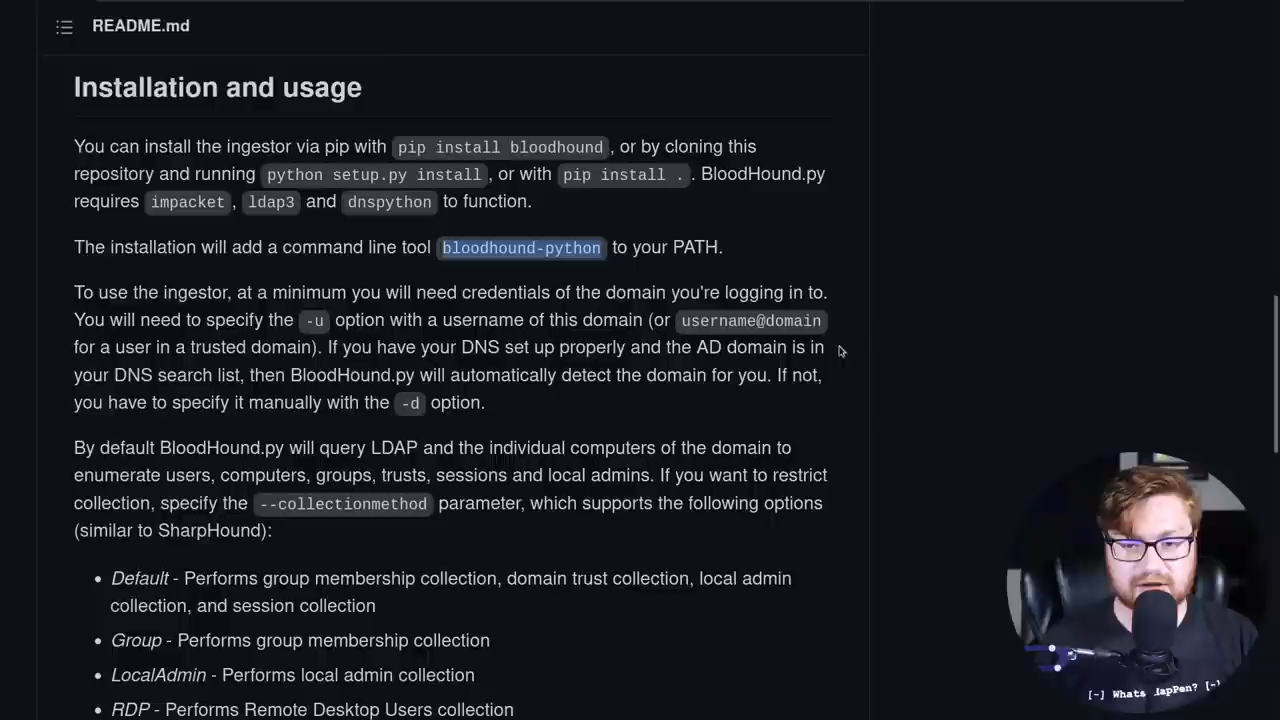 README.md
Installation and usage
You can install the ingestor via pip with pip install bloodhound, or by cloning this
repository and running python setup.py install, or with pip install . . BloodHound.py
requires impacket, ldap3 and dnspython to function.
The installation will add a command line tool bloodhound-python to your PATH.
To use the ingestor, at a minimum you will need credentials of the domain you're logging in to.
You will need to specify the -u option with a username of this domain (or username@domain
for a user in a trusted domain). If you have your DNS set up properly and the AD domain is in
your DNS search list, then BloodHound.py will automatically detect the domain for you. If not,
you have to specify it manually with the -d option.
By default BloodHound.py will query LDAP and the individual computers of the domain to
enumerate users, computers, groups, trusts, sessions and local admins. If you want to restrict
collection, specify the --collectionmethod parameter, which supports the following options
(similar to SharpHound):
• Default - Performs group membership collection, domain trust collection, local admin
collection, and session collection
• Group - Performs group membership collection
• LocalAdmin - Performs local admin collection
• RDP - Performs Remote Desktop Users collection
[-] Whats HapPen? [-]